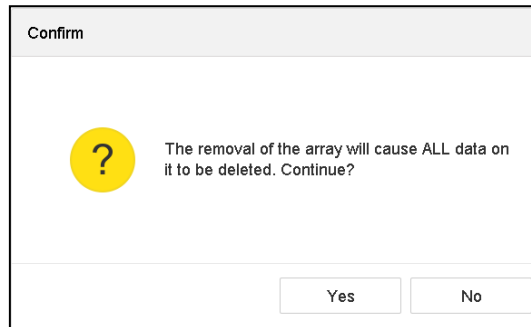 Confirm
?
The removal of the array will cause ALL data on
it to be deleted. Continue?
Yes No